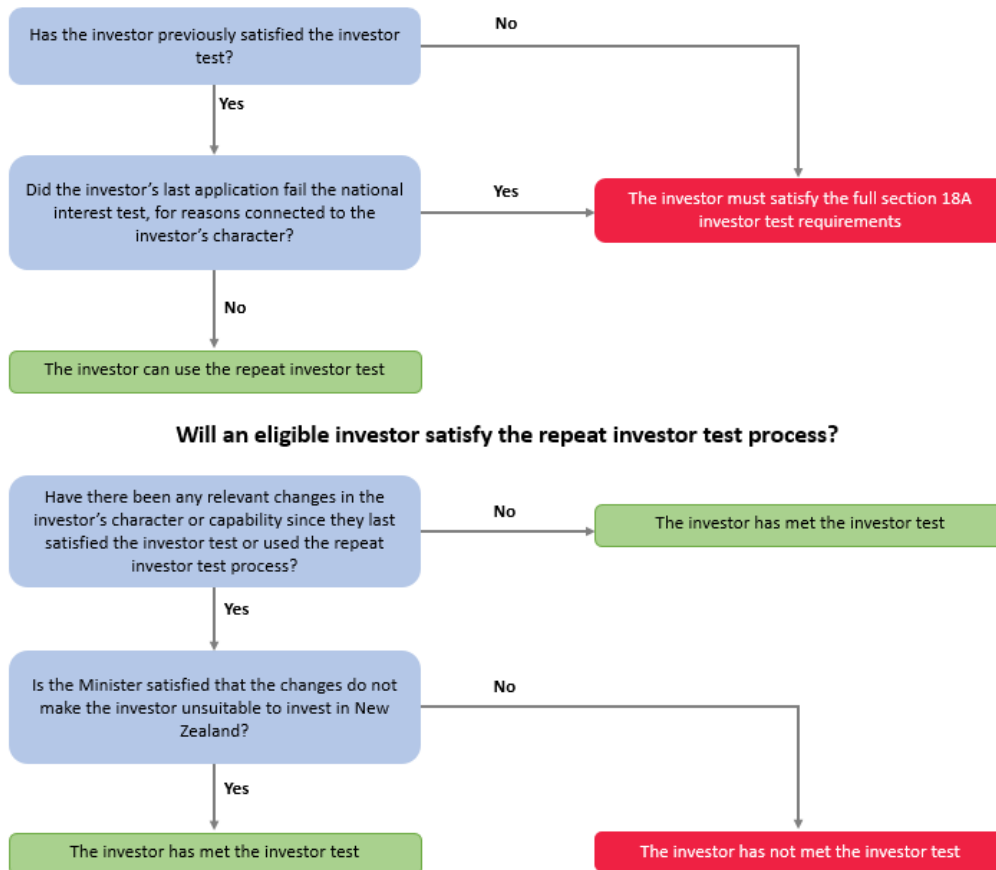 Has the investor previously satisfied the investor
test?
No
Yes
Did the investor’s last application fail the national
interest test, for reasons connected to the
investor’s character?
Yes
The investor must satisfy the full section 18A
investor test requirements
No
The investor can use the repeat investor test
Will an eligible investor satisfy the repeat investor test process?
Have there been any relevant changes in the
investor’s character or capability since they last
satisfied the investor test or used the repeat
investor test process?
No
The investor has met the investor test
Yes
Is the Minister satisfied that the changes do not
make the investor unsuitable to invest in New
Zealand?
No
Yes
The investor has met the investor test
The investor has not met the investor test